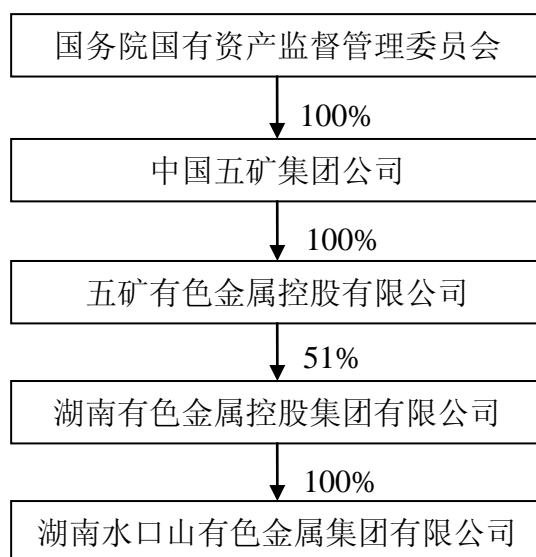 国务院国有资产监督管理委员会
100%
中国五矿集团公司
100%
五矿有色金属控股有限公司
51%
湖南有色金属控股集团有限公司
100%
湖南水口山有色金属集团有限公司